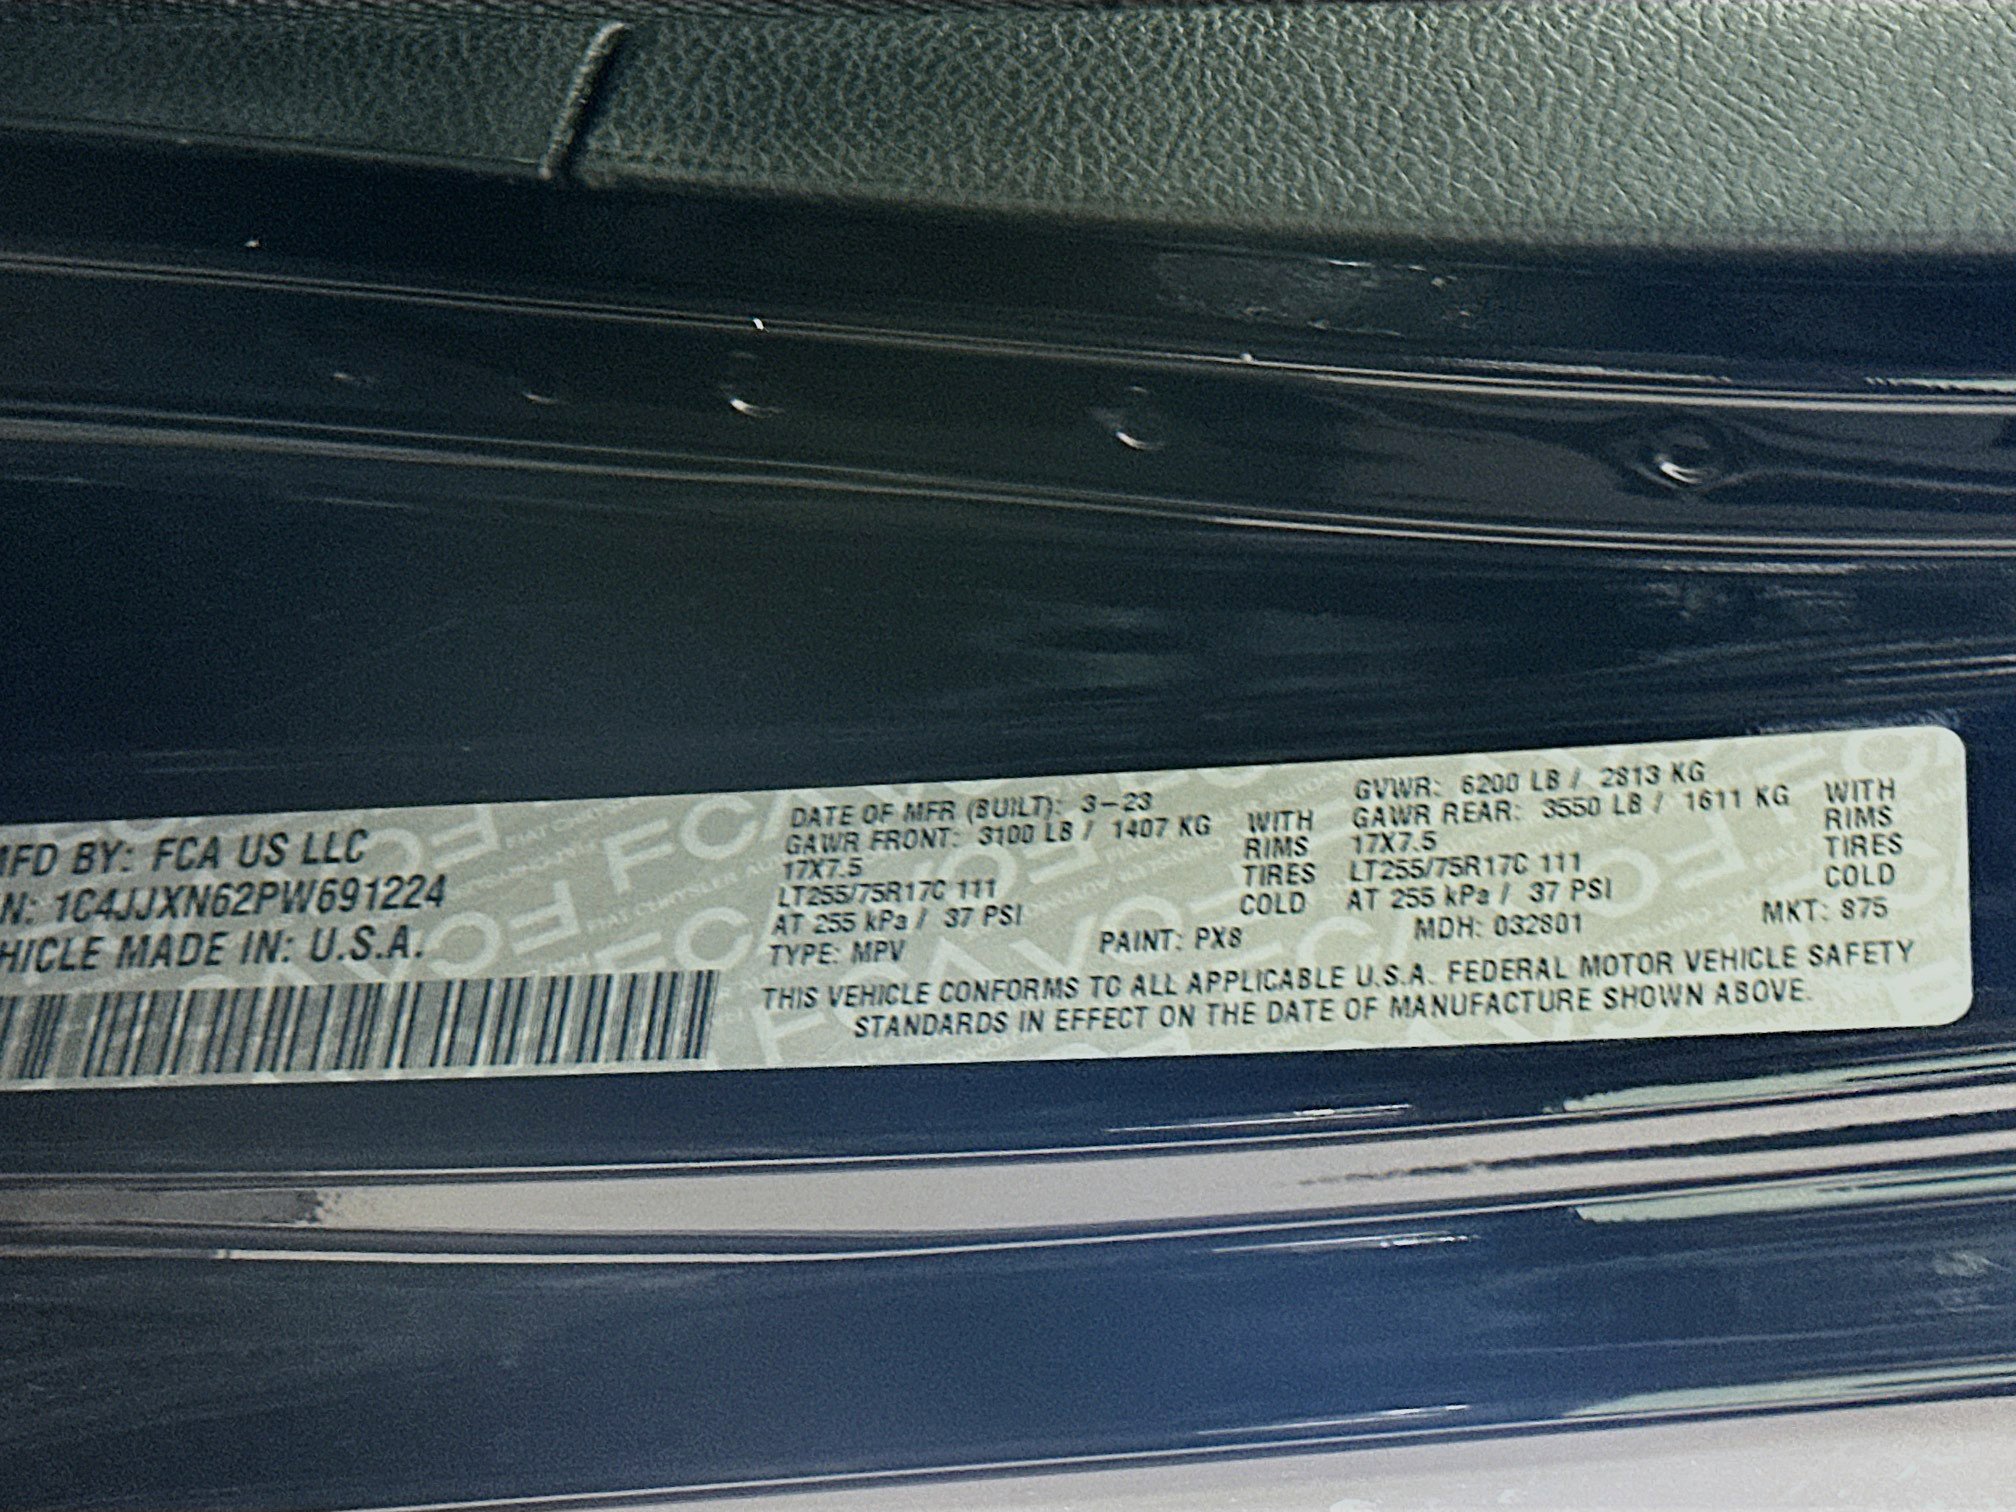 MFD BY: FCA US LLC
IN: 1C4JJXN62PW691224
VEHICLE MADE IN: U.S.A.
DATE OF MFR (BUILT): 3-23
GAWR FRONT: 3100 LB / 1407 KG WITH
17X7.5 RIMS
LT255/75R17C 111 TIRES
AT 255 kPa / 37 PSI COLD
TYPE: MPV PAINT: PX8
GVWR: 6200 LB / 2813 KG
GAWR REAR: 3550 LB / 1611 KG WITH
17X7.5 RIMS
LT255/75R17C 111 TIRES
AT 255 kPa / 37 PSI COLD
MDH: 032801 MKT: 875
THIS VEHICLE CONFORMS TO ALL APPLICABLE U.S.A. FEDERAL MOTOR VEHICLE SAFETY
STANDARDS IN EFFECT ON THE DATE OF MANUFACTURE SHOWN ABOVE.